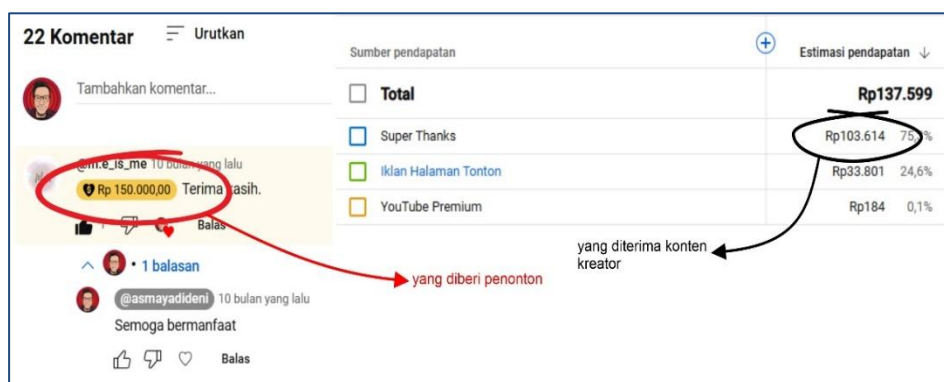 22 Komentar
Urutkan
Tambahkan komentar...
@m.e_is_me 10 bulan yang lalu
Rp 150.000,00 Terima kasih.
1
Balas
1 balasan
@asmayadideni 10 bulan yang lalu
Semoga bermanfaat
Balas
Sumber pendapatan
Estimasi pendapatan
Total Rp137.599
Super Thanks Rp103.614
Iklan Halaman Tonton Rp33.801 24,6%
YouTube Premium Rp184 0,1%
yang diberi penonton
yang diterima konten
kreator